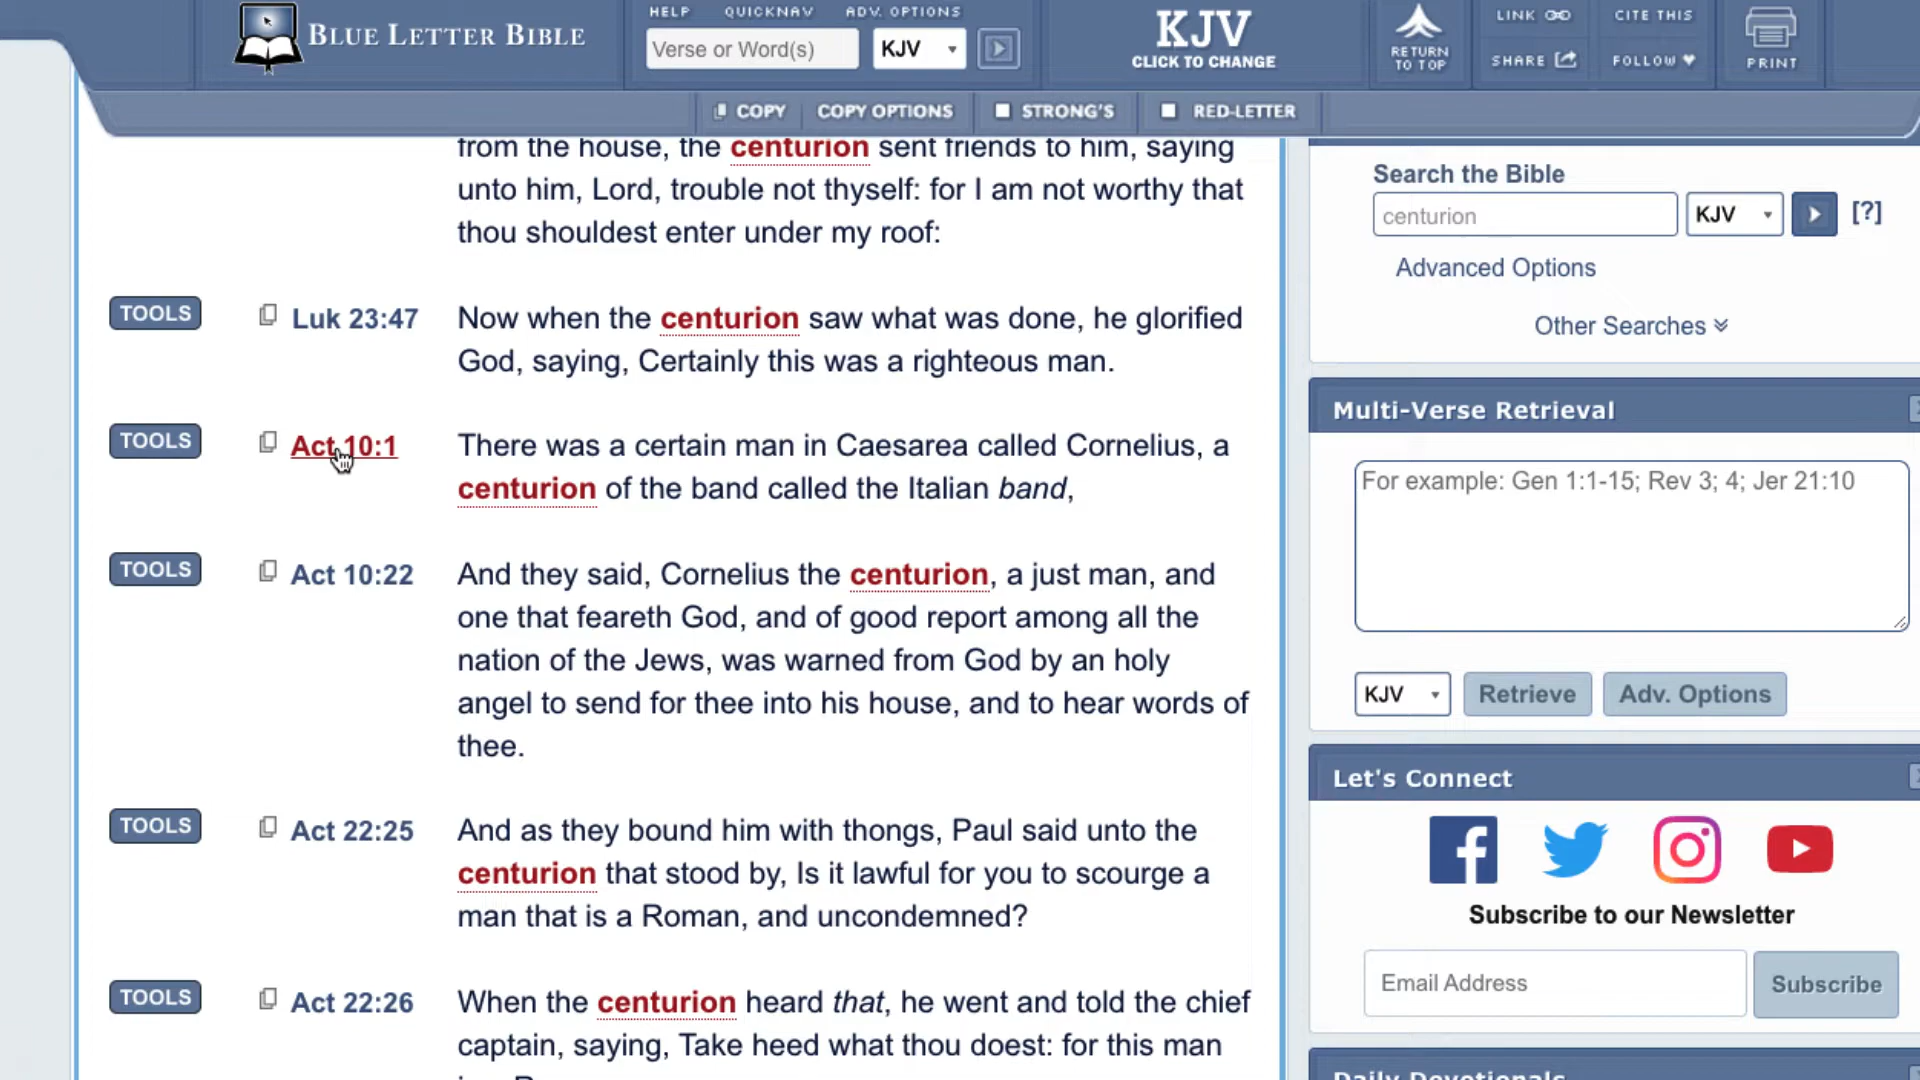 BLUE LETTER BIBLE
HELP QUICKNAV ADV. OPTIONS
Verse or Word(s) KJV
KJV
CLICK TO CHANGE
RETURN
TO TOP
LINK
CITE THIS
SHARE
FOLLOW
PRINT
COPY COPY OPTIONS STRONG'S RED-LETTER
from the house, the centurion sent friends to him, saying
unto him, Lord, trouble not thyself: for I am not worthy that
thou shouldest enter under my roof:
TOOLS Luk 23:47 Now when the centurion saw what was done, he glorified
God, saying, Certainly this was a righteous man.
TOOLS Act 10:1 There was a certain man in Caesarea called Cornelius, a
centurion of the band called the Italian band,
TOOLS Act 10:22 And they said, Cornelius the centurion, a just man, and
one that feareth God, and of good report among all the
nation of the Jews, was warned from God by an holy
angel to send for thee into his house, and to hear words of
thee.
TOOLS Act 22:25 And as they bound him with thongs, Paul said unto the
centurion that stood by, Is it lawful for you to scourge a
man that is a Roman, and uncondemned?
TOOLS Act 22:26 When the centurion heard that, he went and told the chief
captain, saying, Take heed what thou doest: for this man
Search the Bible
centurion KJV [?]
Advanced Options
Other Searches
Multi-Verse Retrieval
For example: Gen 1:1-15; Rev 3; 4; Jer 21:10
KJV Retrieve Adv. Options
Let's Connect
Subscribe to our Newsletter
Email Address Subscribe
Daily Devotionals